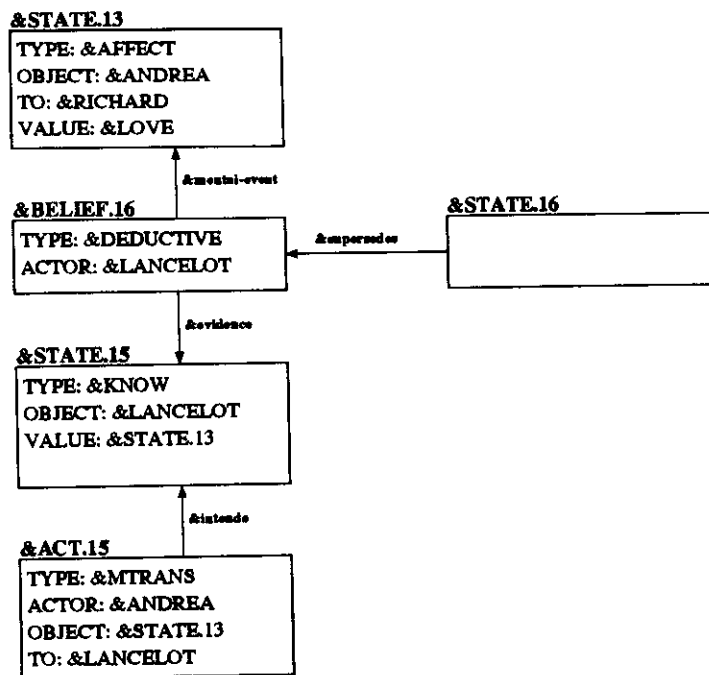 &STATE.13
TYPE: &AFFECT
OBJECT: &ANDREA
TO: &RICHARD
VALUE: &LOVE
&mental-event
&BELIEF.16
TYPE: &DEDUCTIVE
ACTOR: &LANCELOT
&supersedes
&STATE.16
&evidence
&STATE.15
TYPE: &KNOW
OBJECT: &LANCELOT
VALUE: &STATE.13
&intends
&ACT.15
TYPE: &MTRANS
ACTOR: &ANDREA
OBJECT: &STATE.13
TO: &LANCELOT